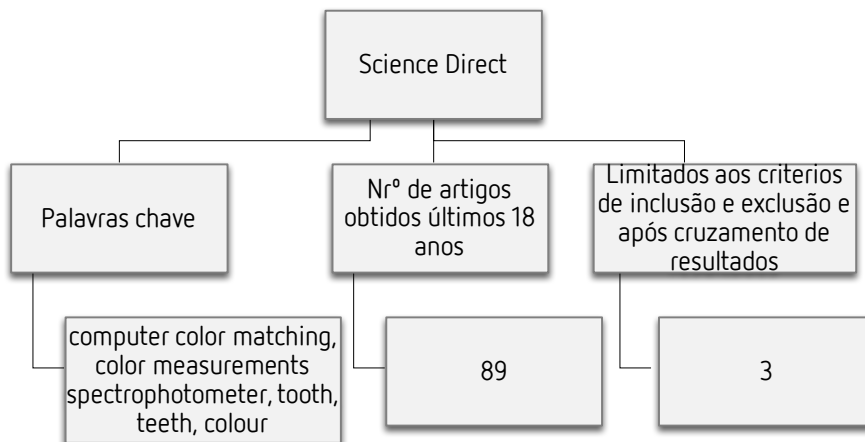 Science Direct
Palavras chave
Nrº de artigos
obtidos últimos 18
anos
Limitados aos criterios
de inclusão e exclusão e
após cruzamento de
resultados
computer color matching,
color measurements
spectrophotometer, tooth,
teeth, colour
89
3